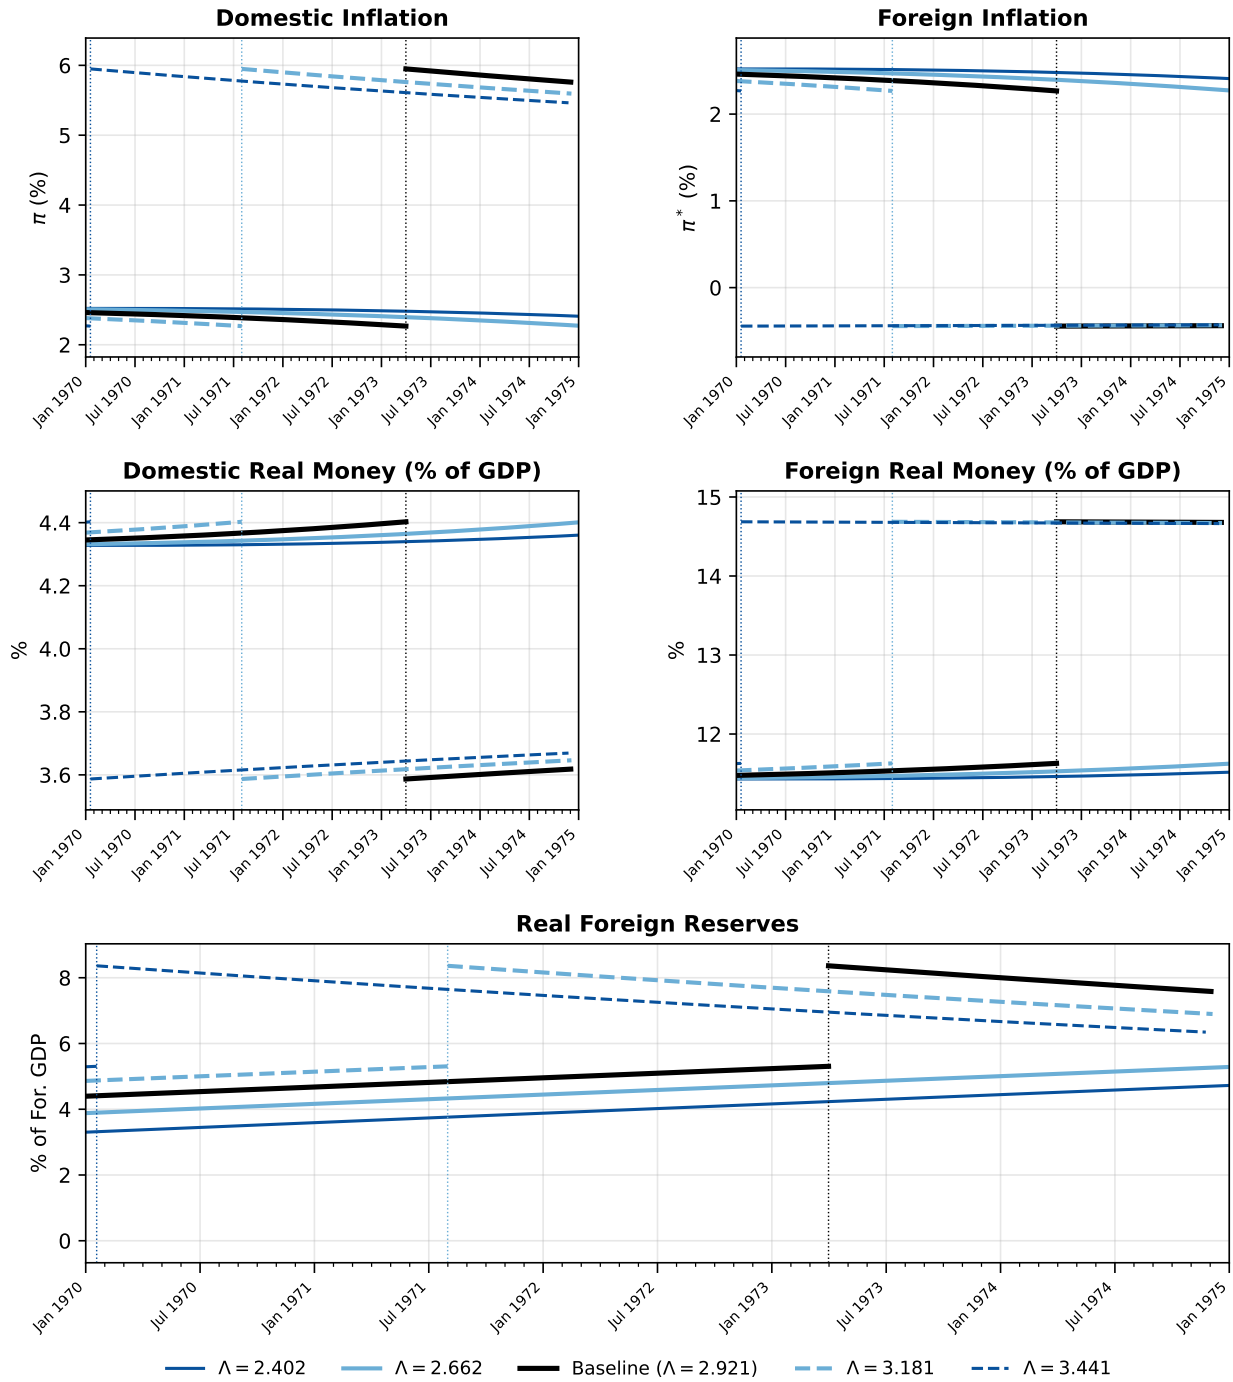 Domestic Inflation
Foreign Inflation
π (%)
6
5
4
3
2
π* (%)
2
1
0
Jan 1970 Jul 1970 Jan 1971 Jul 1971 Jan 1972 Jul 1972 Jan 1973 Jul 1973 Jan 1974 Jul 1974 Jan 1975
Jan 1970 Jul 1970 Jan 1971 Jul 1971 Jan 1972 Jul 1972 Jan 1973 Jul 1973 Jan 1974 Jul 1974 Jan 1975
Domestic Real Money (% of GDP)
Foreign Real Money (% of GDP)
%
4.4
4.2
4.0
3.8
3.6
%
15
14
13
12
Jan 1970 Jul 1970 Jan 1971 Jul 1971 Jan 1972 Jul 1972 Jan 1973 Jul 1973 Jan 1974 Jul 1974 Jan 1975
Jan 1970 Jul 1970 Jan 1971 Jul 1971 Jan 1972 Jul 1972 Jan 1973 Jul 1973 Jan 1974 Jul 1974 Jan 1975
Real Foreign Reserves
% of For. GDP
8
6
4
2
0
Jan 1970 Jul 1970 Jan 1971 Jul 1971 Jan 1972 Jul 1972 Jan 1973 Jul 1973 Jan 1974 Jul 1974 Jan 1975
Λ = 2.402 Λ = 2.662 Baseline (Λ = 2.921) Λ = 3.181 Λ = 3.441